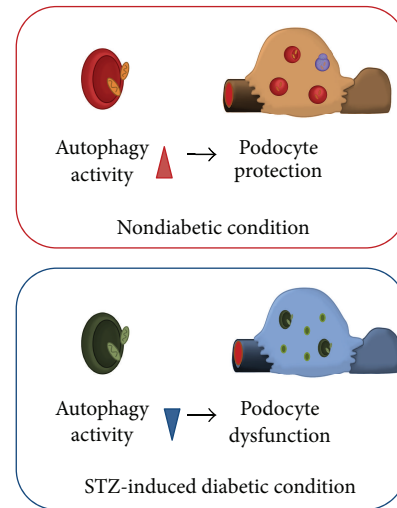 Autophagy
activity
Podocyte
protection
Nondiabetic condition
Autophagy
activity
Podocyte
dysfunction
STZ-induced diabetic condition